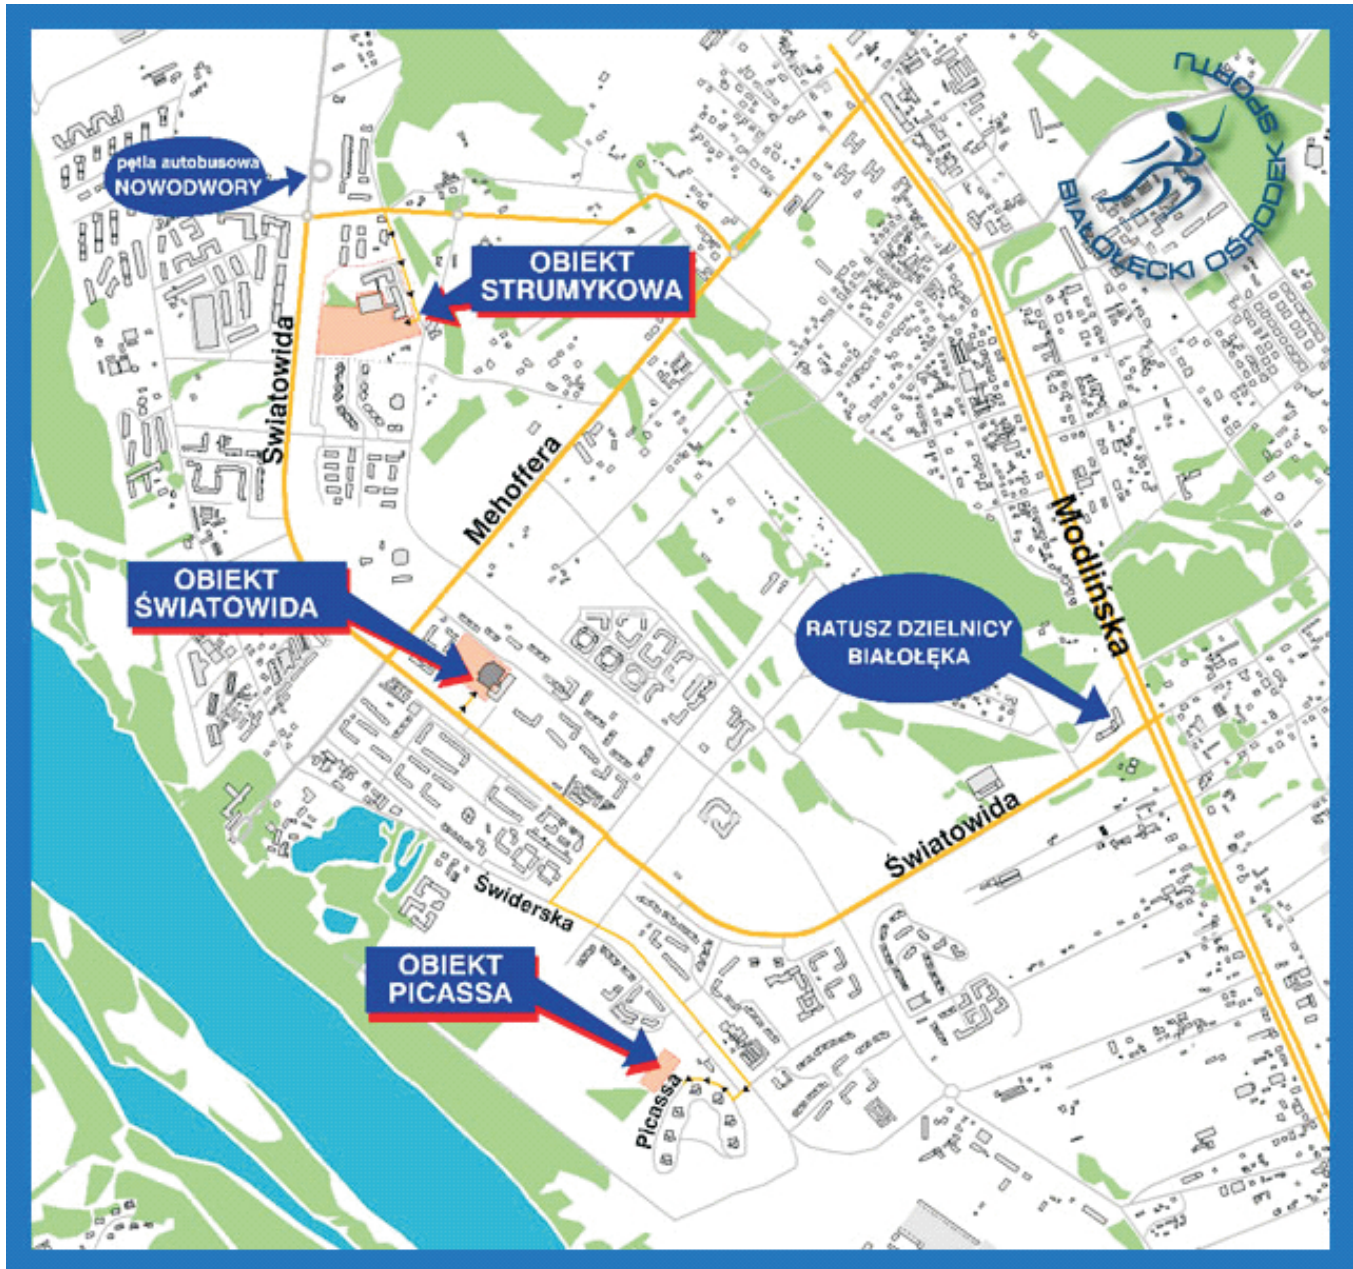 BIAŁOŁĘCKI OŚRODEK SPORTU
pętla autobusowa
NOWODWORY
OBIEKT
STRUMYKOWA
Światowida
Mehoffera
Modlińska
OBIEKT
ŚWIATOWIDA
RATUSZ DZIELNICY
BIAŁOŁĘKA
Światowida
Świderska
OBIEKT
PICASSA
Picassa